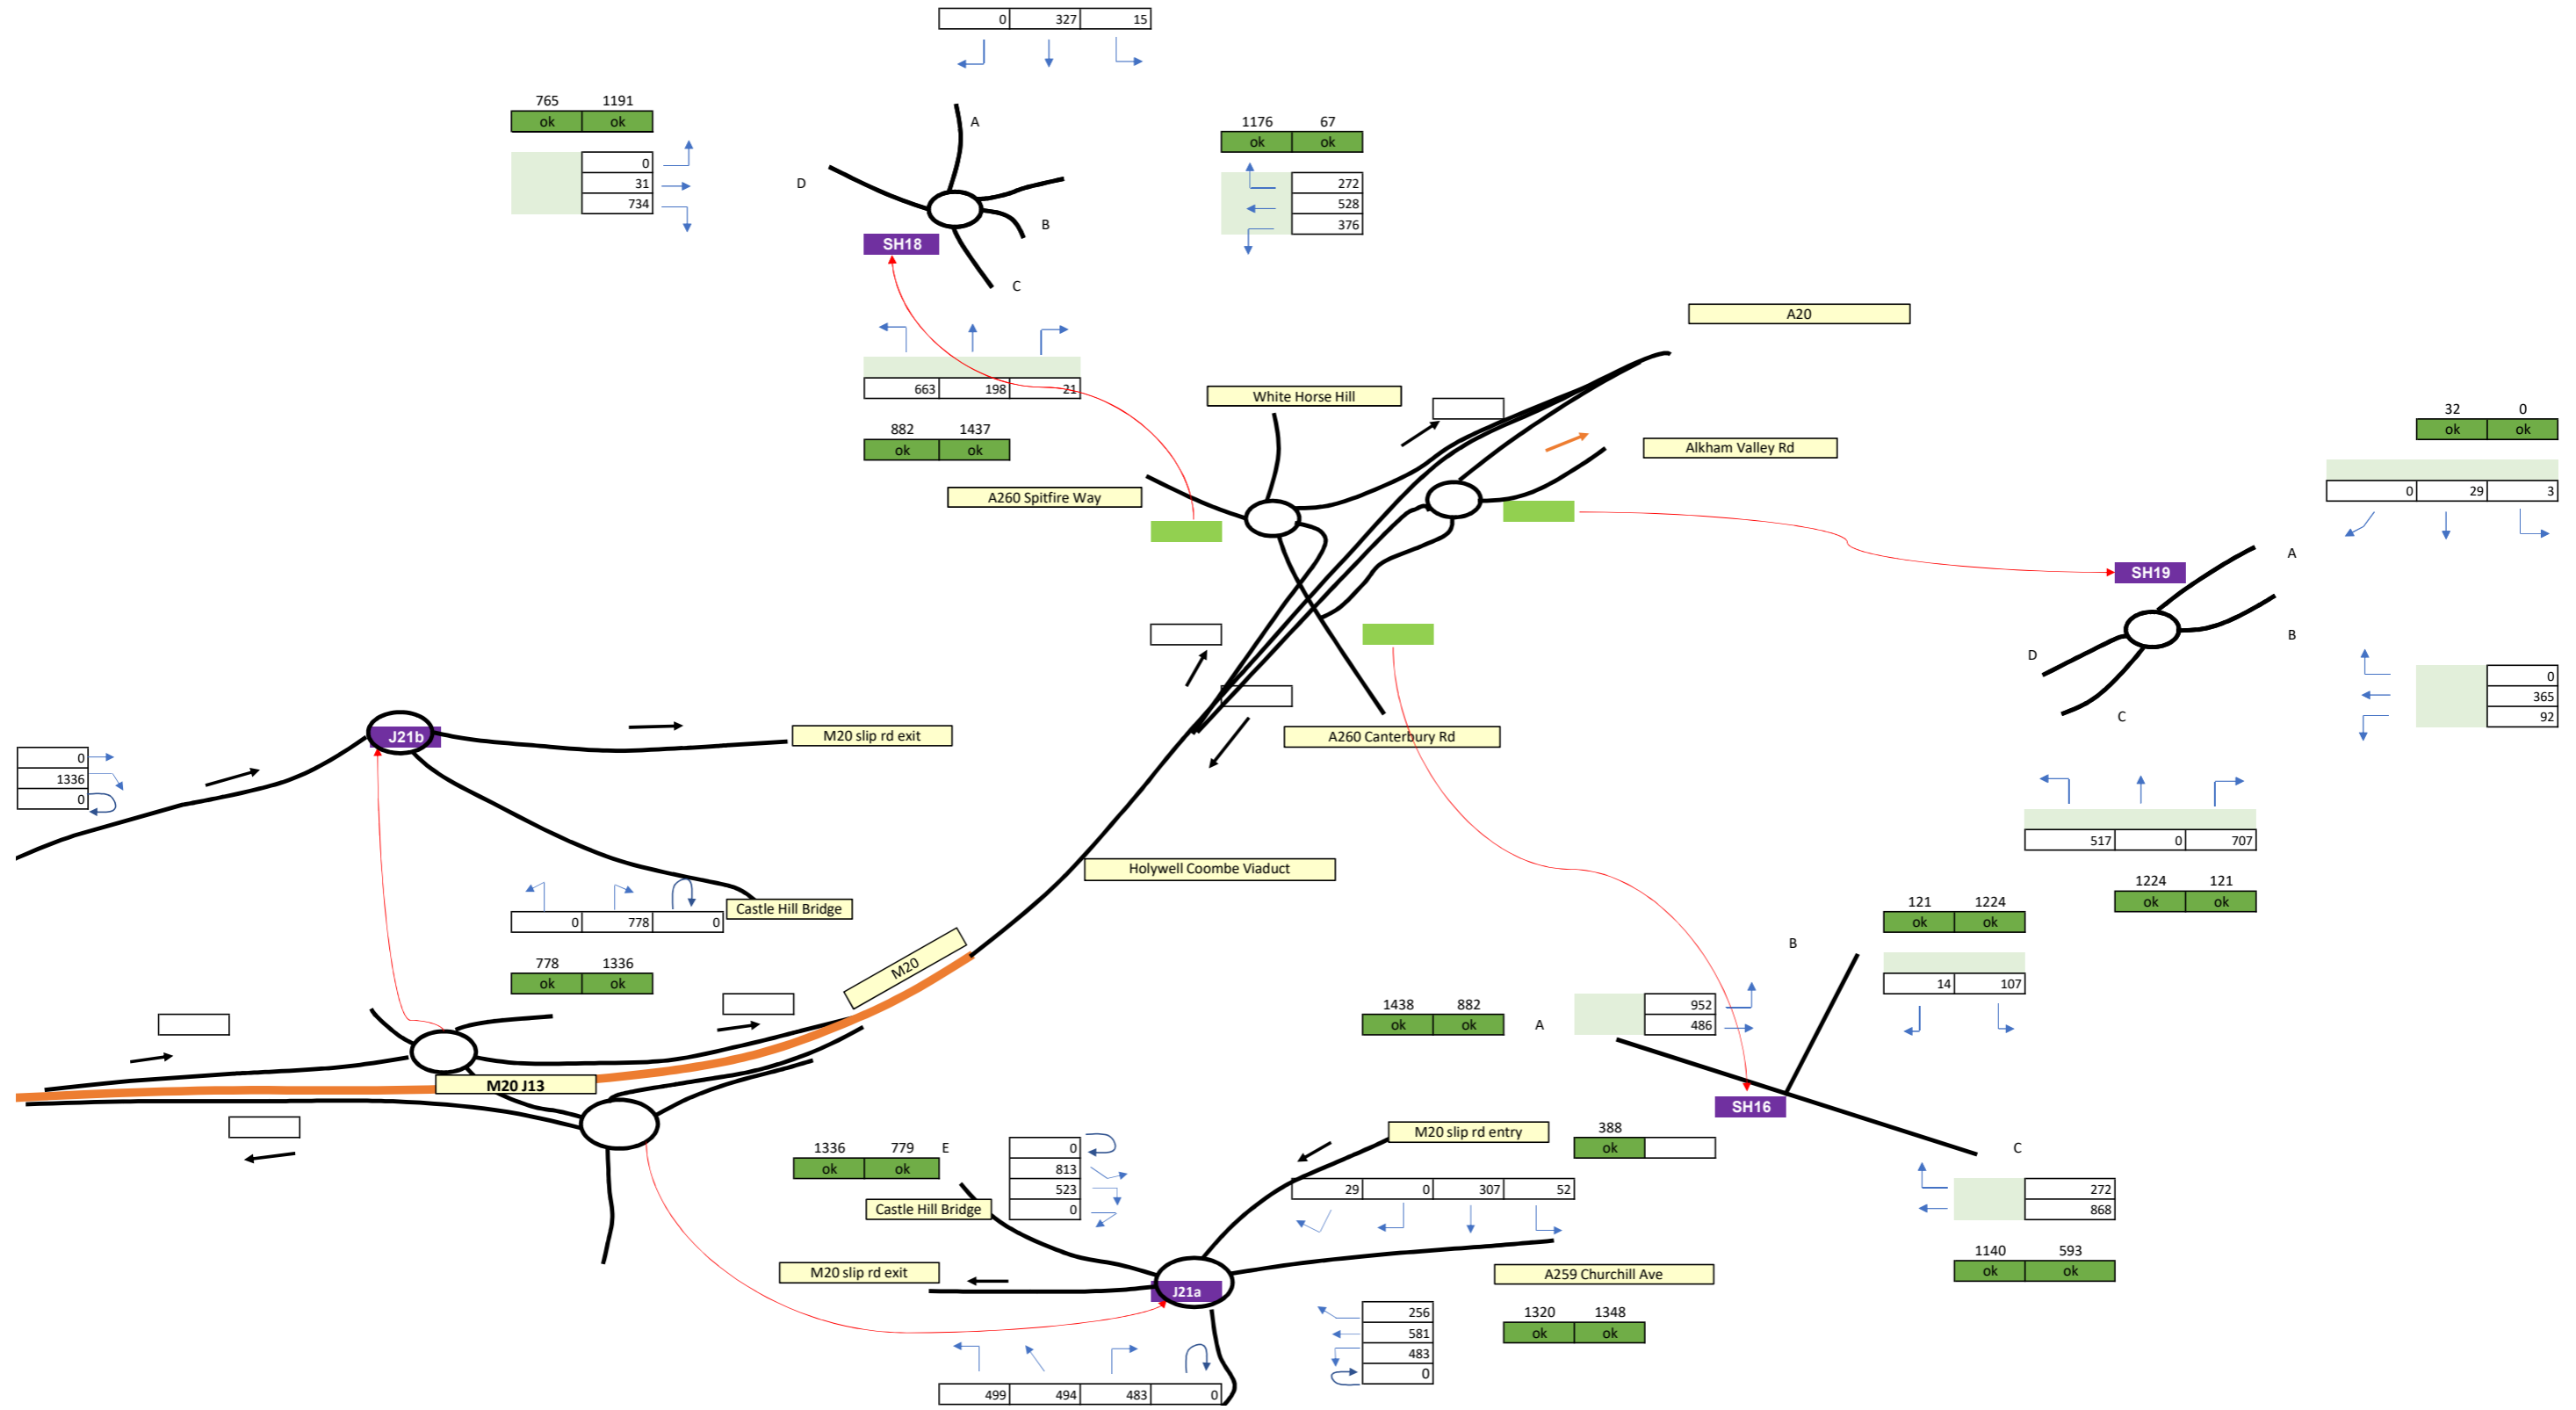 0 327 15
765 1191
ok ok
A
1176 67
ok ok
0
31
734
D
272
528
376
B
SH18
C
A20
663 198 21
White Horse Hill
882 1437
ok ok
32 0
ok ok
Alkham Valley Rd
A260 Spitfire Way
0 29 3
A
SH19
B
D
0
365
92
C
J21b
M20 slip rd exit
A260 Canterbury Rd
0
1336
0
517 0 707
Holywell Coombe Viaduct
1224 121
ok ok
Castle Hill Bridge
0 778 0
121 1224
ok ok
B
778 1336
ok ok
M20
14 107
1438 882
ok ok
A
952
486
M20 J13
SH16
M20 slip rd entry
388
ok
C
1336 779
ok ok
E
0
813
523
0
29 0 307 52
272
868
Castle Hill Bridge
1140 593
ok ok
M20 slip rd exit
A259 Churchill Ave
J21a
256
581
483
0
1320 1348
ok ok
499 494 483 0